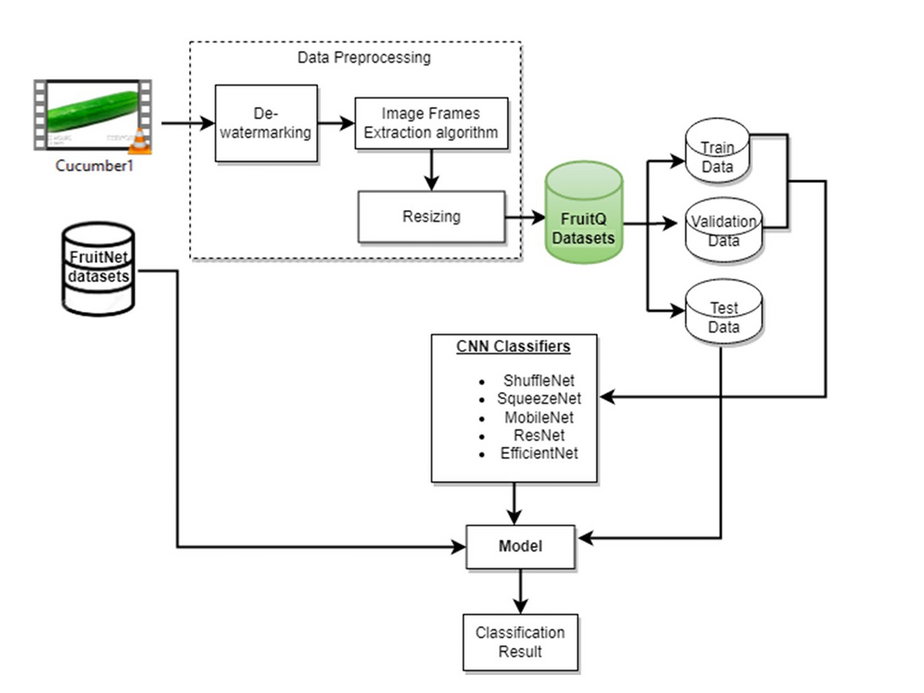 Data Preprocessing
De-
watermarking
Image Frames
Extraction algorithm
Resizing
Cucumber1
FruitNet
datasets
FruitQ
Datasets
Train
Data
Validation
Data
Test
Data
CNN Classifiers
• ShuffleNet
• SqueezeNet
• MobileNet
• ResNet
• EfficientNet
Model
Classification
Result